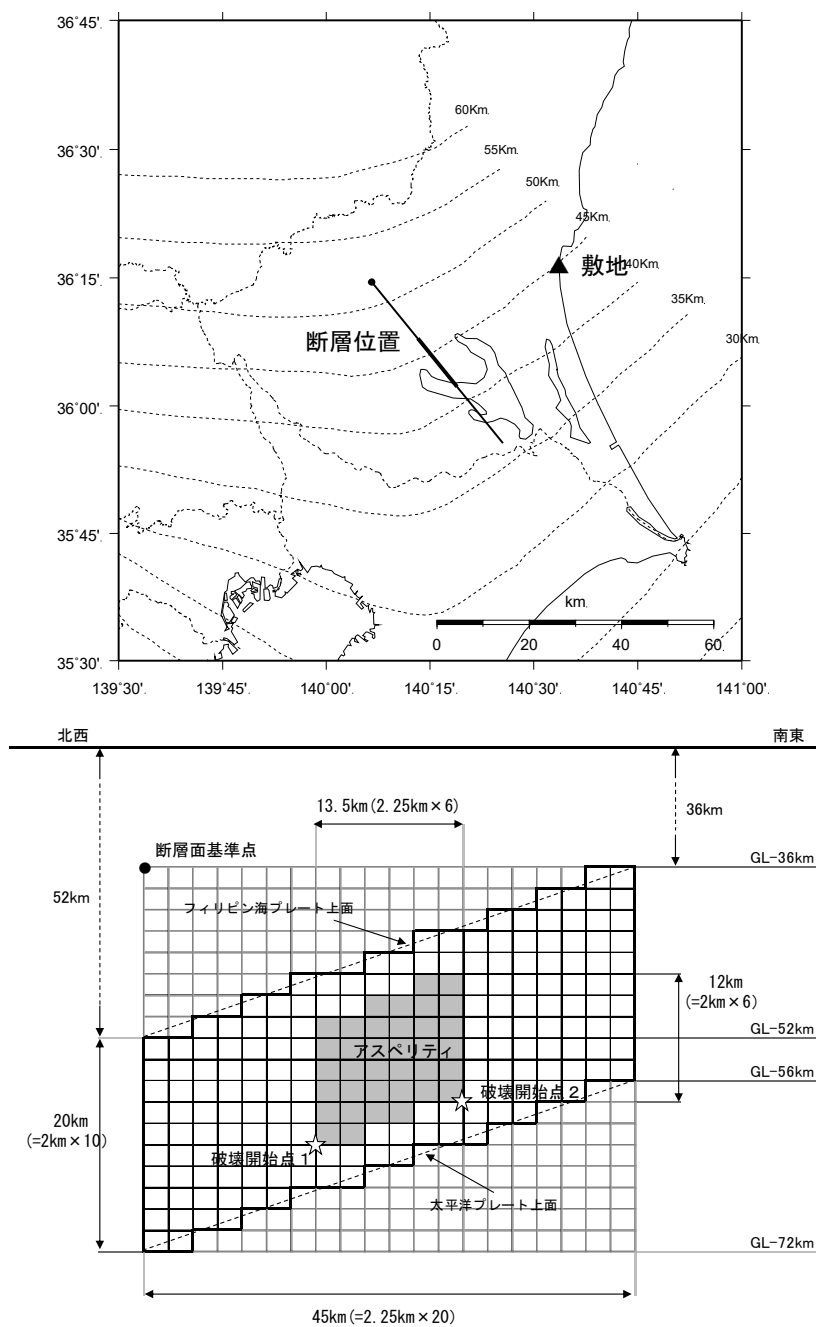 36°45'.
60Km.
36°30'.
55Km.
50Km.
45Km.
敷地
40Km.
36°15'.
35Km.
断層位置
30Km.
36°00'.
35°45'.
km.
0 20 40 60
35°30'.
139°30'. 139°45'. 140°00'. 140°15'. 140°30'. 140°45'. 141°00'.
北西
南東
13.5km(2.25km×6)
36km
断層面基準点
GL-36km
52km
フィリピン海プレート上面
12km
(=2km×6)
GL-52km
アスペリティ
GL-56km
破壊開始点2
20km
(=2km×10)
破壊開始点1
太平洋プレート上面
GL-72km
45km(=2.25km×20)